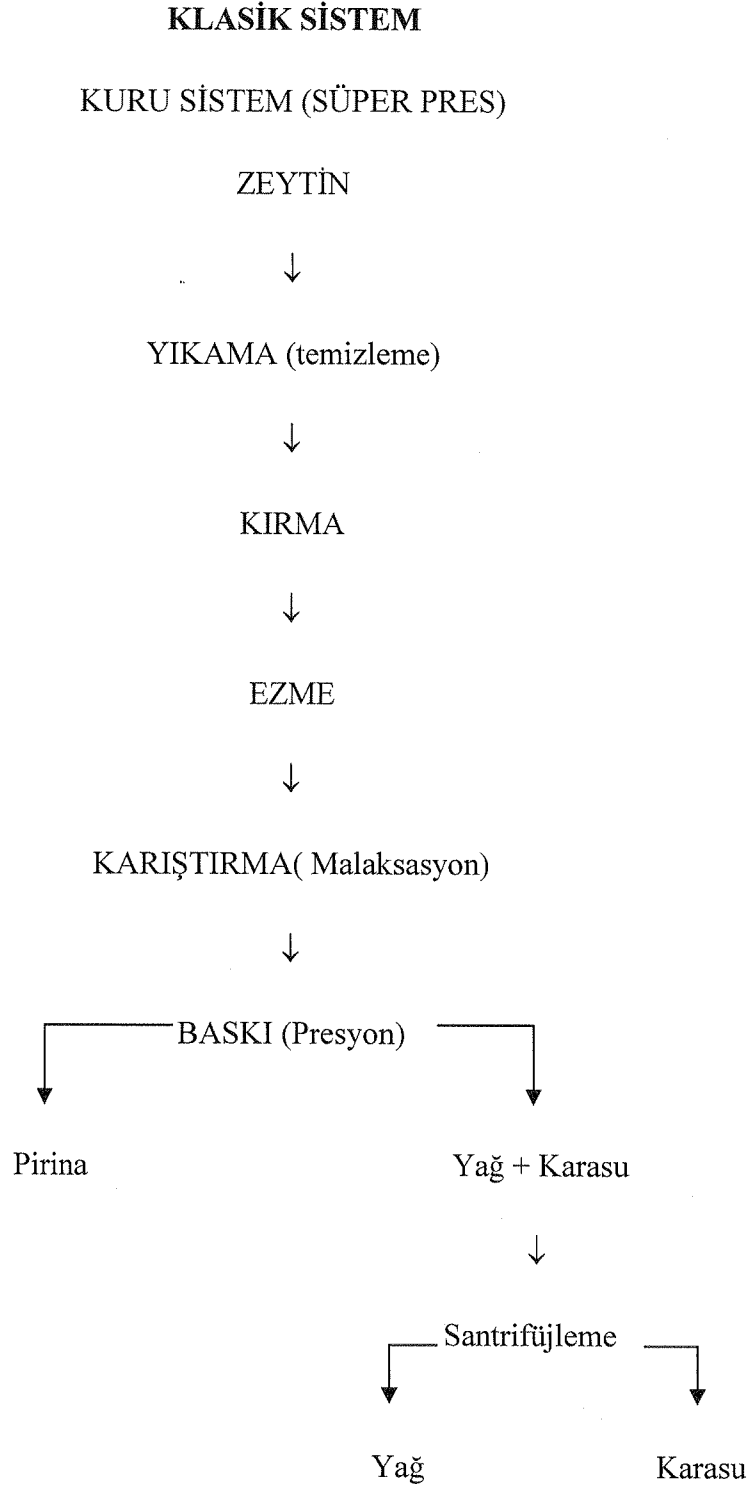 KLASİK SİSTEM
KURU SİSTEM (SÜPER PRES)
ZEYTİN
↓
YIKAMA (temizleme)
↓
KIRMA
↓
EZME
↓
KARIŞTIRMA( Malaksasyon)
↓
BASKI (Presyon)
Pirina
Yağ + Karasu
↓
Santrifüjleme
Yağ
Karasu